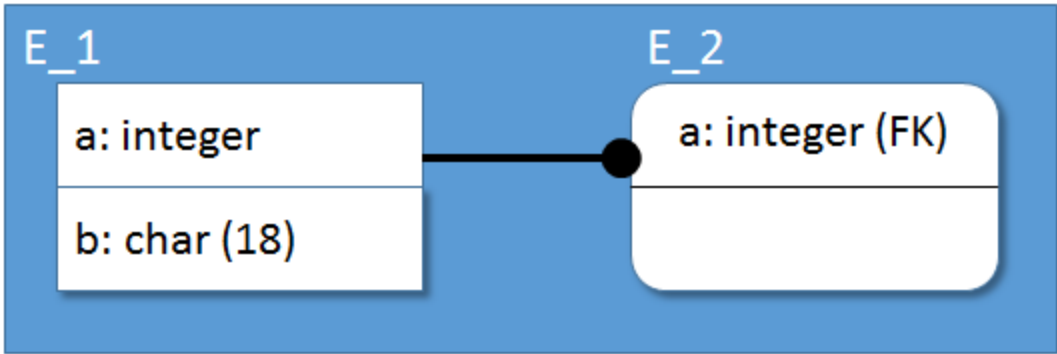 E_1
E_2
a: integer
a: integer (FK)
b: char (18)